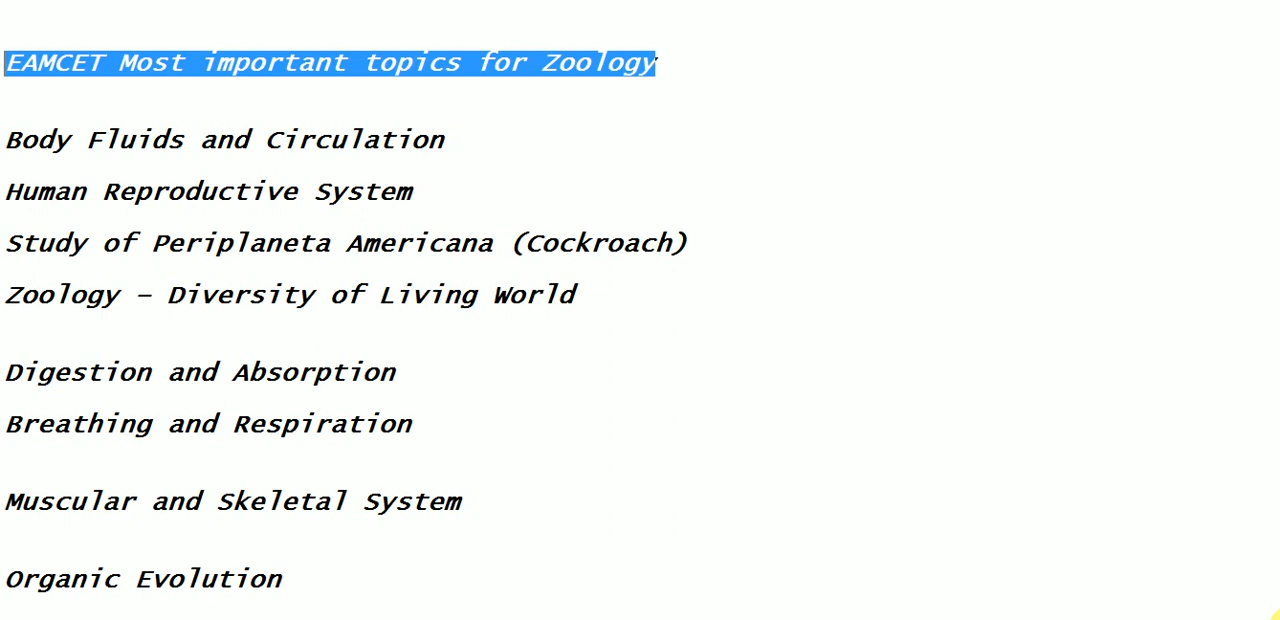 EAMCET Most important topics for Zoology
Body Fluids and Circulation
Human Reproductive System
Study of Periplaneta Americana (Cockroach)
Zoology – Diversity of Living World
Digestion and Absorption
Breathing and Respiration
Muscular and Skeletal System
Organic Evolution